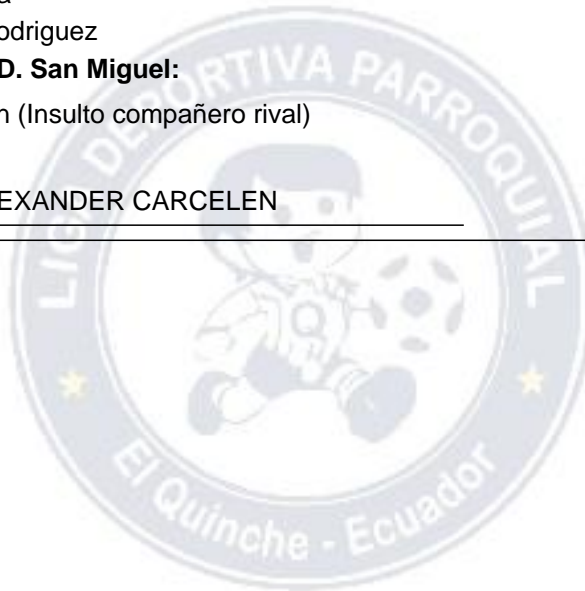 a
odriguez
D. San Miguel:
n (Insulto compañero rival)
EXANDER CARCELEN
LIGA DEPORTIVA PARROQUIAL
Q
El Quinche - Ecuador